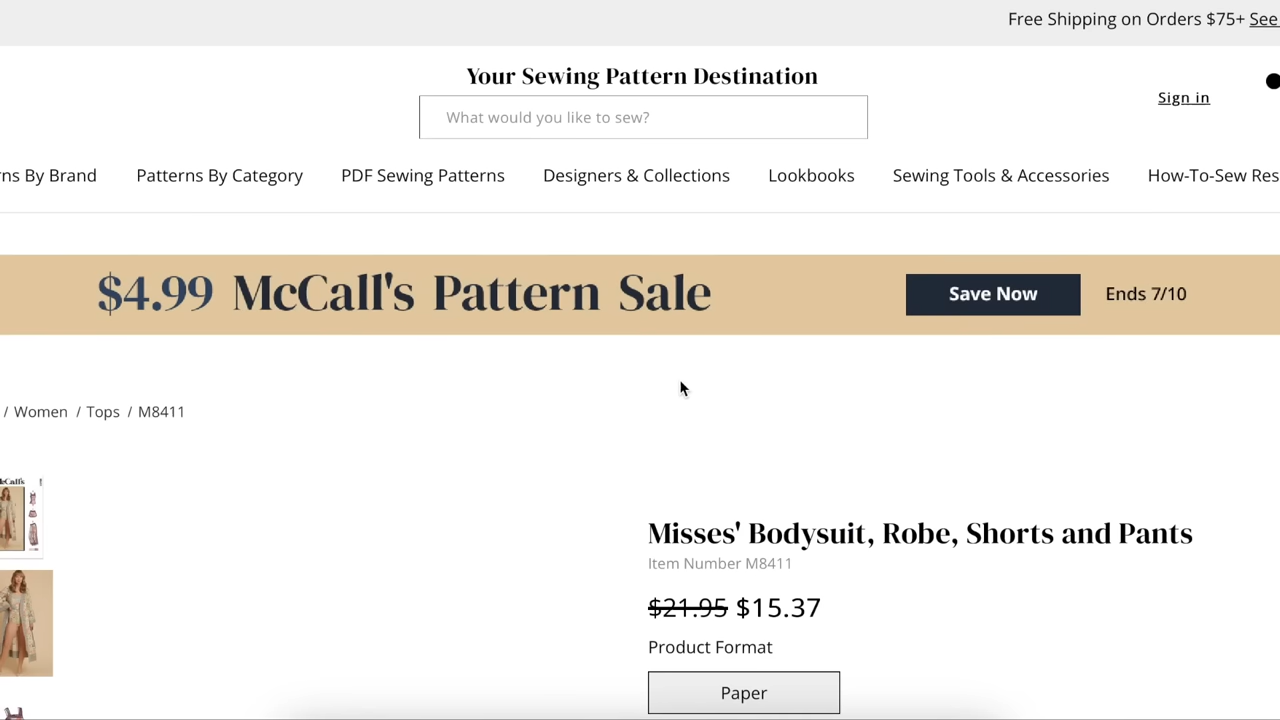 Free Shipping on Orders $75+ See
Your Sewing Pattern Destination
What would you like to sew?
Sign in
rns By Brand
Patterns By Category
PDF Sewing Patterns
Designers & Collections
Lookbooks
Sewing Tools & Accessories
How-To-Sew Res
$4.99 McCall's Pattern Sale
Save Now
Ends 7/10
/ Women / Tops / M8411
Misses' Bodysuit, Robe, Shorts and Pants
Item Number M8411
$21.95 $15.37
Product Format
Paper